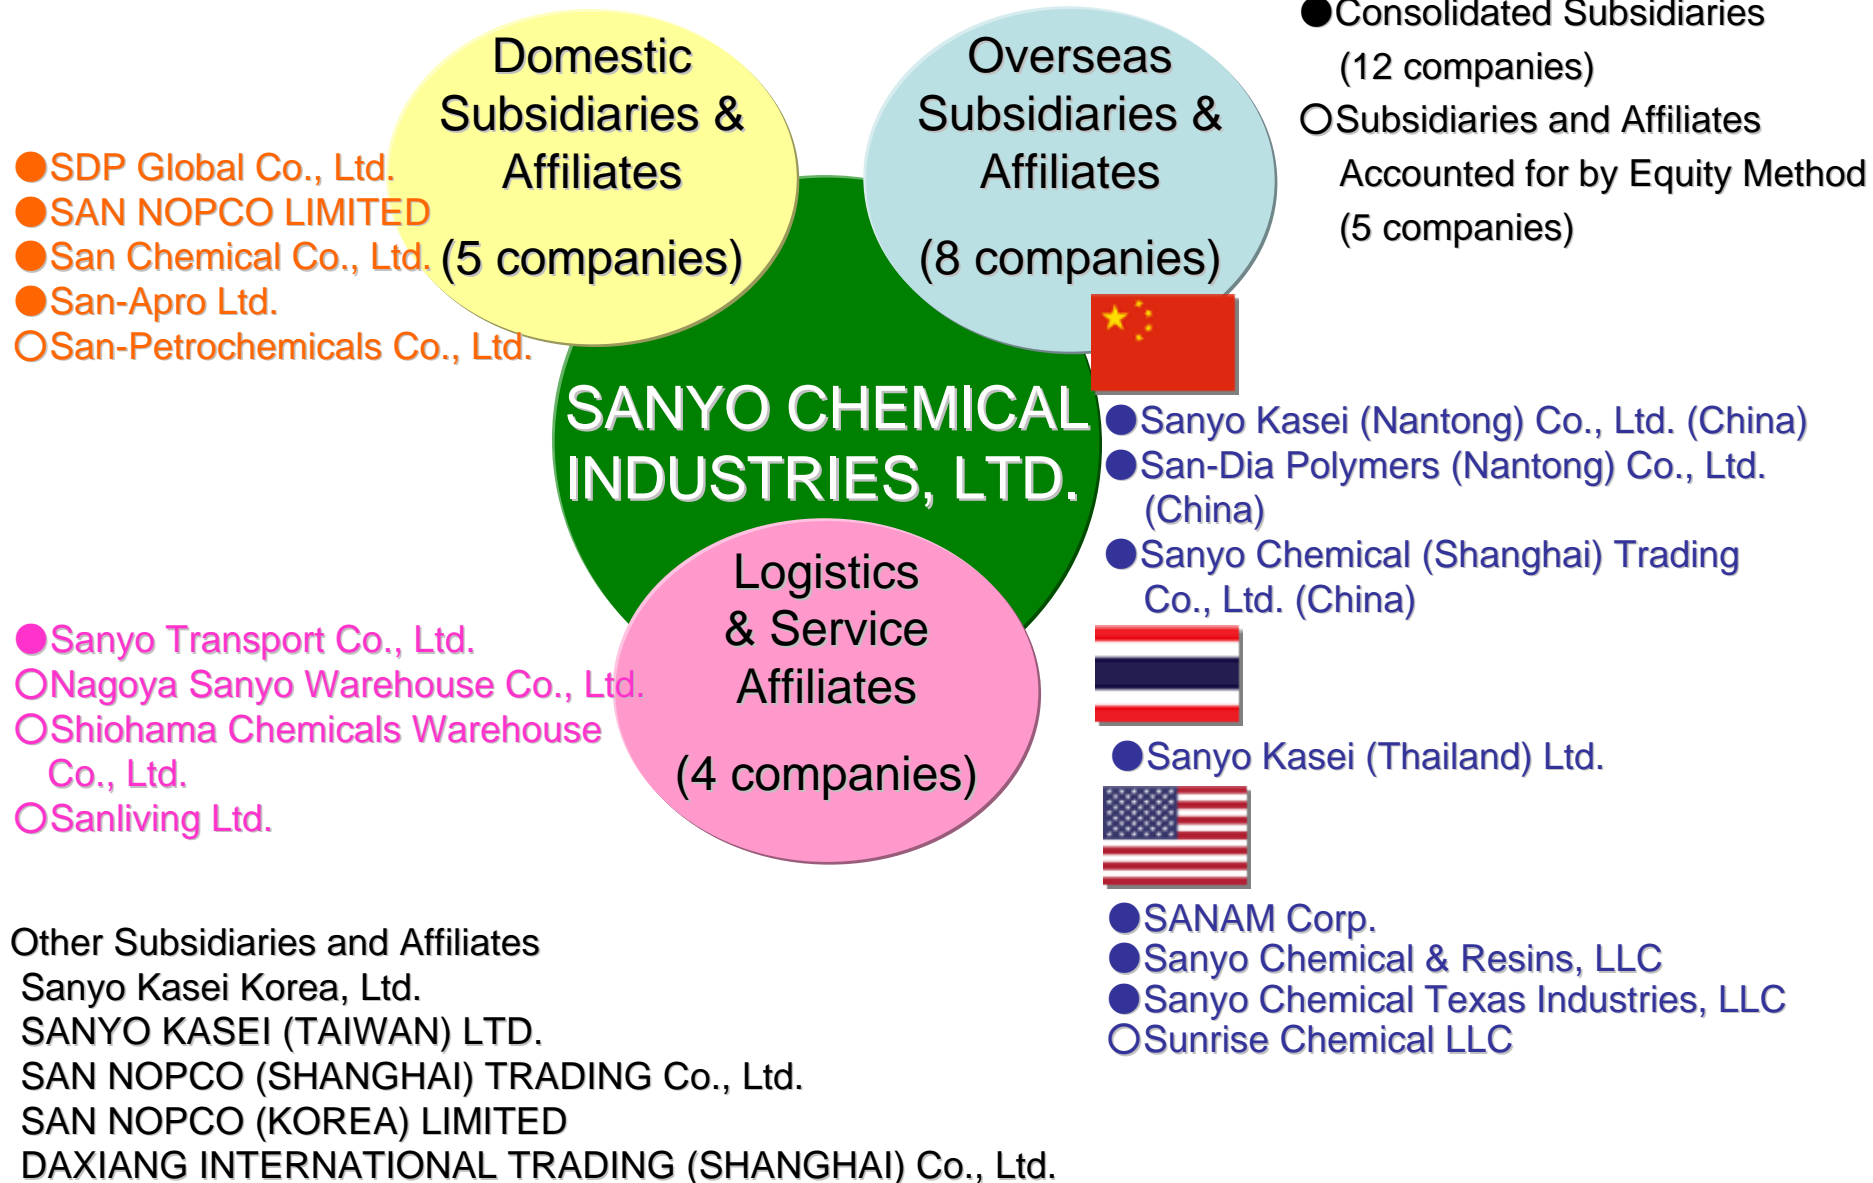 Domestic
Subsidiaries &
Affiliates
(5 companies)
Overseas
Subsidiaries &
Affiliates
(8 companies)
●Consolidated Subsidiaries
(12 companies)
○Subsidiaries and Affiliates
Accounted for by Equity Method
(5 companies)
●SDP Global Co., Ltd.
●SAN NOPCO LIMITED
●San Chemical Co., Ltd.
●San-Apro Ltd.
○San-Petrochemicals Co., Ltd.
SANYO CHEMICAL
INDUSTRIES, LTD.
●Sanyo Kasei (Nantong) Co., Ltd. (China)
●San-Dia Polymers (Nantong) Co., Ltd.
(China)
●Sanyo Chemical (Shanghai) Trading
Co., Ltd. (China)
Logistics
& Service
Affiliates
(4 companies)
●Sanyo Transport Co., Ltd.
○Nagoya Sanyo Warehouse Co., Ltd.
○Shiohama Chemicals Warehouse
Co., Ltd.
○Sanliving Ltd.
●Sanyo Kasei (Thailand) Ltd.
●SANAM Corp.
●Sanyo Chemical & Resins, LLC
●Sanyo Chemical Texas Industries, LLC
○Sunrise Chemical LLC
Other Subsidiaries and Affiliates
Sanyo Kasei Korea, Ltd.
SANYO KASEI (TAIWAN) LTD.
SAN NOPCO (SHANGHAI) TRADING Co., Ltd.
SAN NOPCO (KOREA) LIMITED
DAXIANG INTERNATIONAL TRADING (SHANGHAI) Co., Ltd.